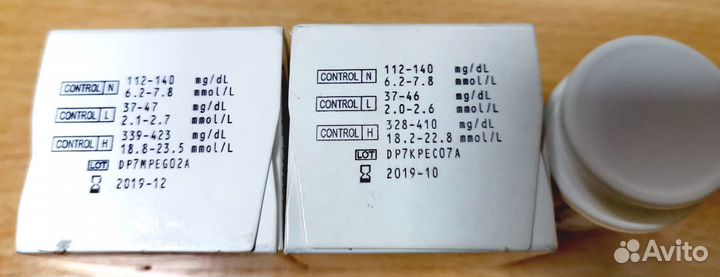 CONTROL N 112-140 mg/dL
6.2-7.8 mmol/L
CONTROL L 37-47 mg/dL
2.1-2.7 mmol/L
CONTROL H 339-423 mg/dL
18.8-23.5 mmol/L
LOT DP7MPEG02A
2019-12
CONTROL N 112-140 mg/dL
6.2-7.8 mmol/L
CONTROL L 37-46 mg/dL
2.0-2.6 mmol/L
CONTROL H 328-410 mg/dL
18.2-22.8 mmol/L
LOT DP7KPEC07A
2019-10
Avito